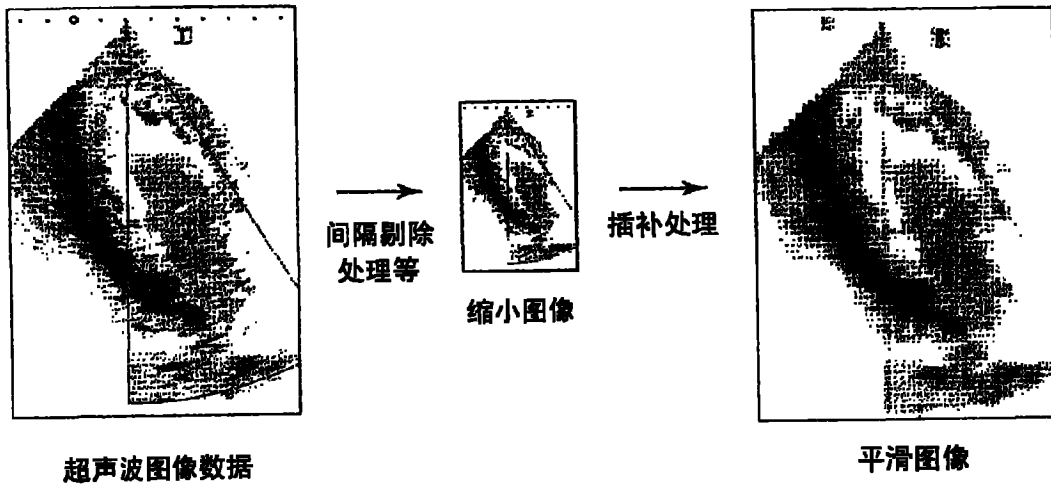 间隔剔除
处理等
插补处理
缩小图像
超声波图像数据
平滑图像